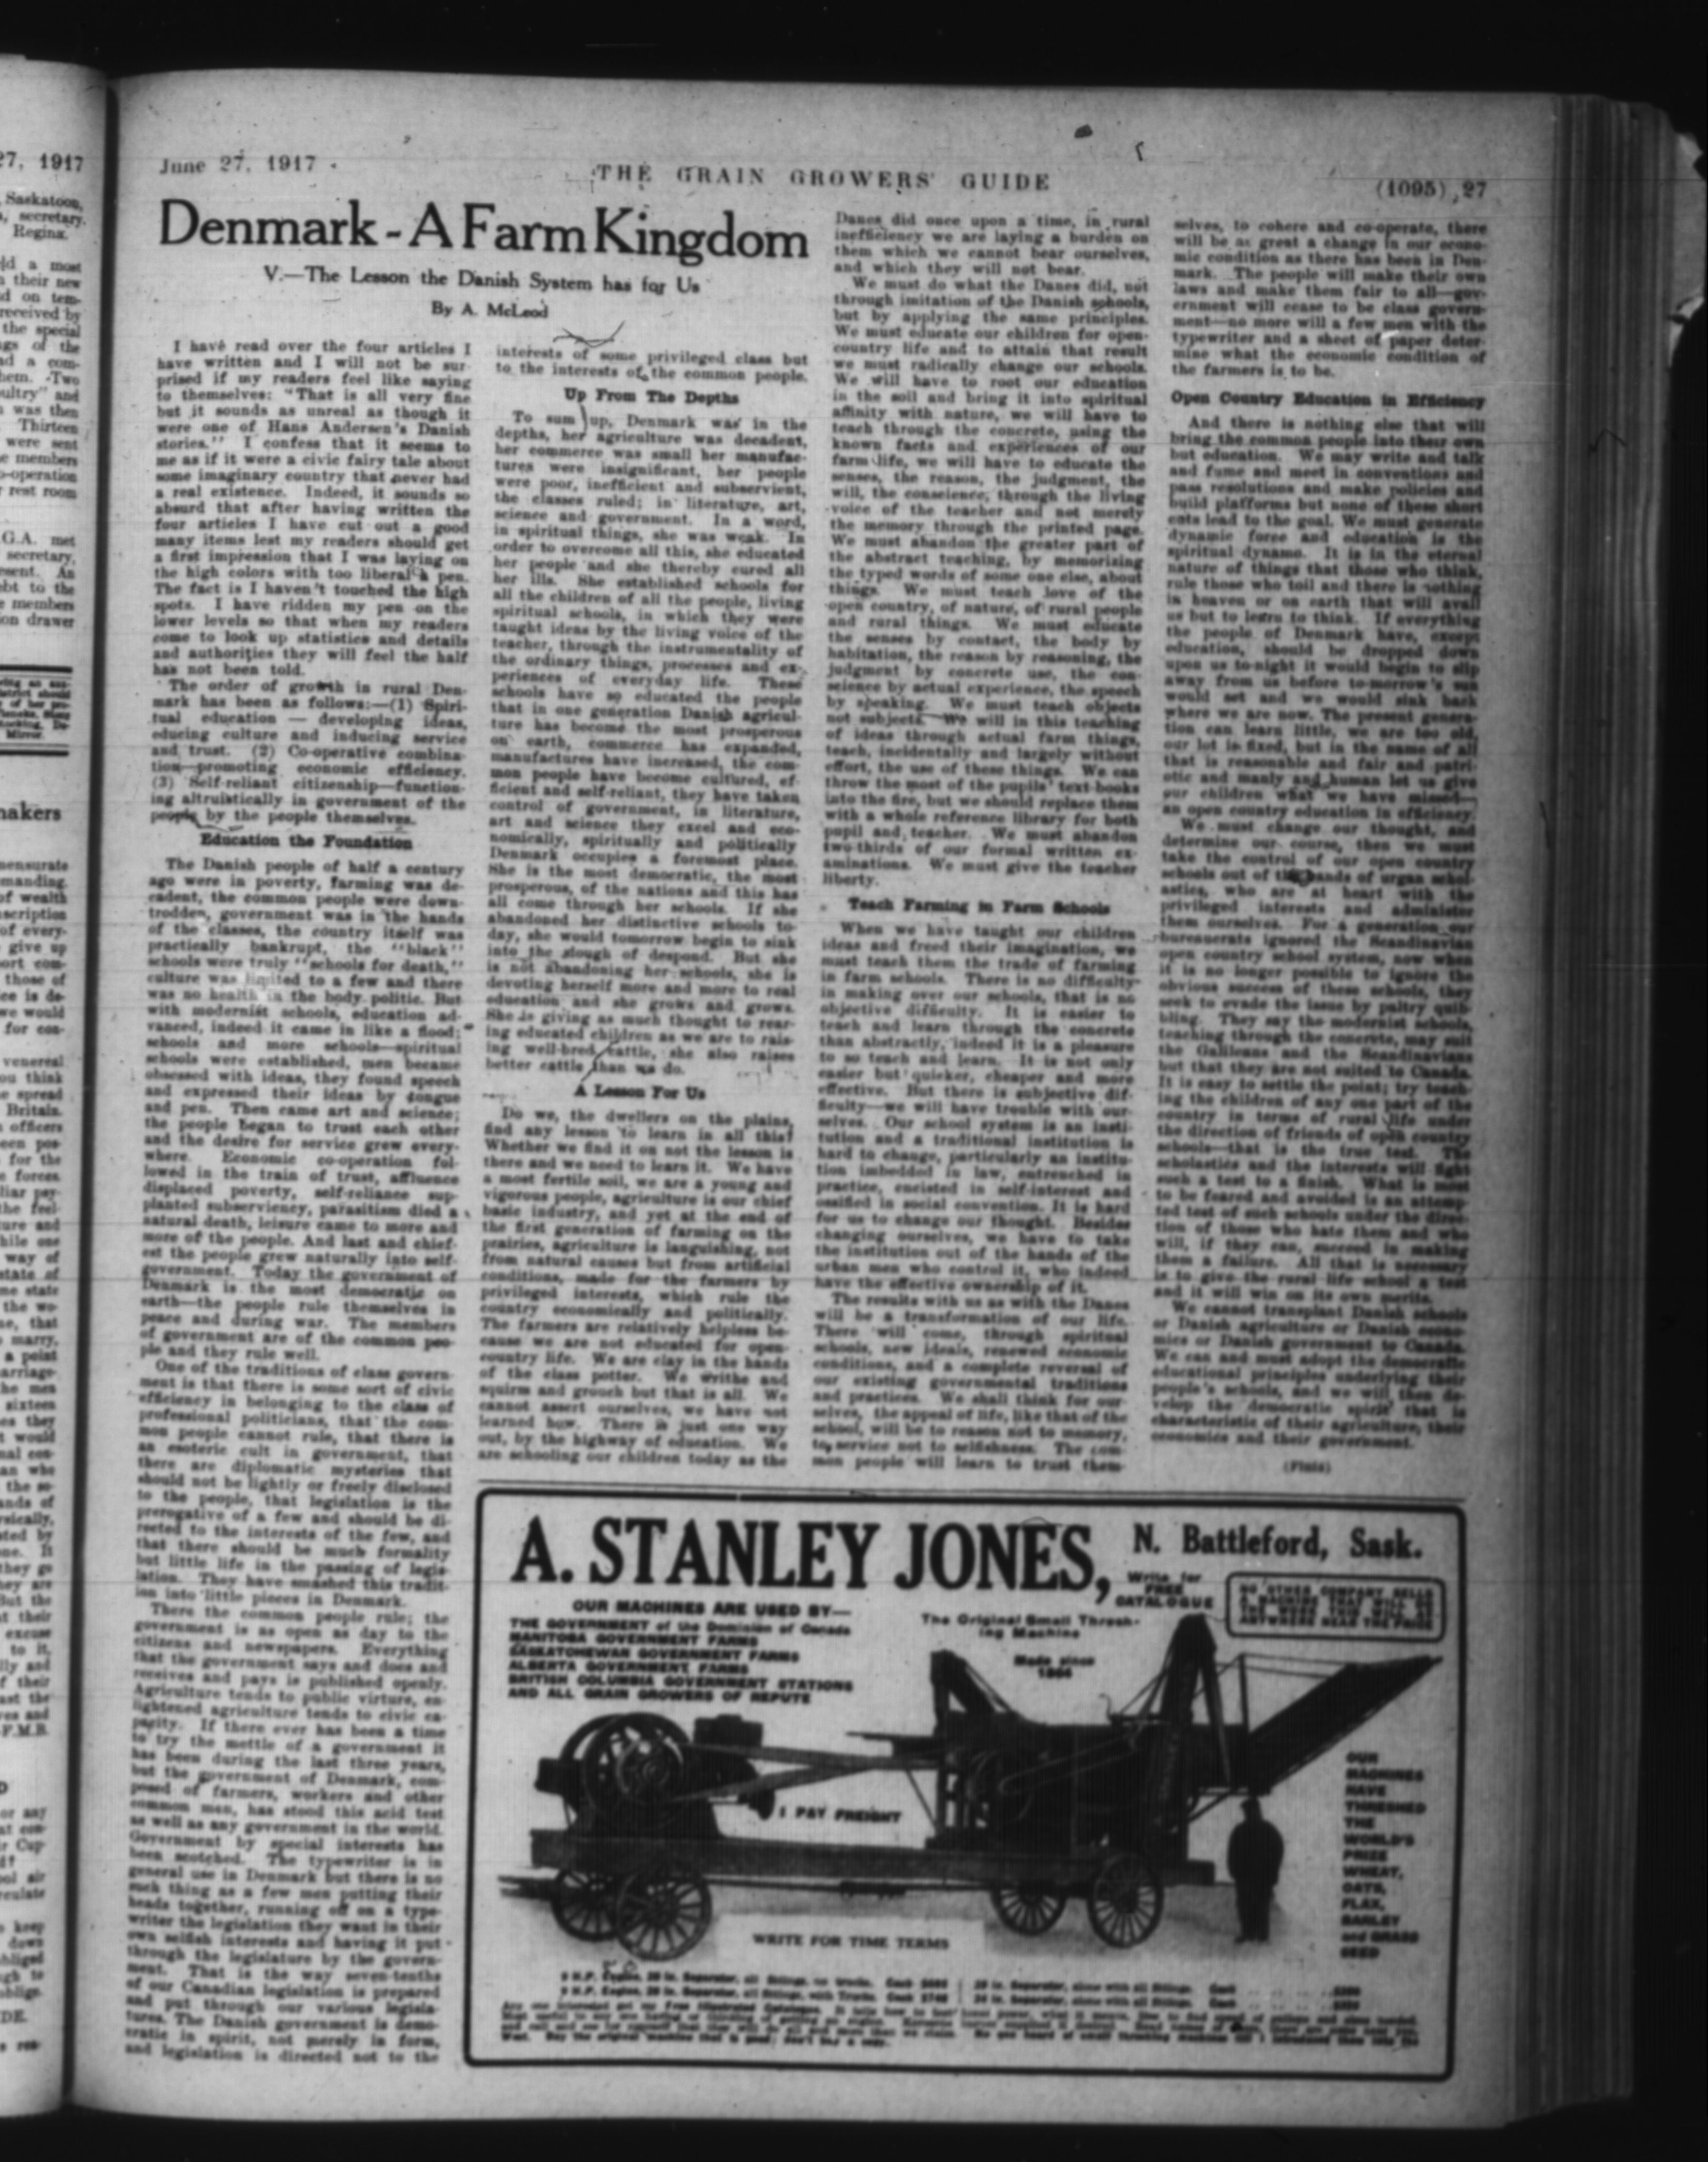 June 27, 1917
THE GRAIN GROWERS' GUIDE
(1095) 27
Denmark - A Farm Kingdom
V.—The Lesson the Danish System has for Us
By A. McLeod
I have read over the four articles I
have written and I will not be sur-
prised if my readers feel like saying
to themselves: "That is all very fine
but it sounds as unreal as though it
were one of Hans Andersen's Danish
stories." I confess that it seems to
me as if it were a civic fairy tale about
some imaginary country that never had
a real existence. Indeed, it sounds so
absurd that after having written the
four articles I have cut out a good
many items lest my readers should get
a first impression that I was laying on
the high colors with too liberal a pen.
The fact is I haven't touched the high
spots. I have ridden my pen on the
lower levels so that when my readers
come to look up statistics and details
and authorities they will feel the half
has not been told.
The order of growth in rural Den-
mark has been as follows:—(1) Spiri-
tual education — developing ideas,
educing culture and inducing service
and trust. (2) Co-operative combina-
tion—promoting economic efficiency.
(3) Self-reliant citizenship—function-
ing altruistically in government of the
people by the people themselves.
Education the Foundation
The Danish people of half a century
ago were in poverty, farming was de-
cadent, the common people were down-
trodden, government was in the hands
of the classes, the country itself was
practically bankrupt, the "black"
schools were truly "schools for death,"
culture was limited to a few and there
was no health in the body politic. But
with modernist schools, education ad-
vanced, indeed it came in like a flood;
schools and more schools—spiritual
schools were established, men became
obsessed with ideas, they found speech
and expressed their ideas by tongue
and pen. Then came art and science;
the people began to trust each other
and the desire for service grew every-
where. Economic co-operation fol-
lowed in the train of trust, affluence
displaced poverty, self-reliance sup-
planted subserviency, parasitism died a
natural death, leisure came to more and
more of the people. And last and chief-
est the people grew naturally into self-
government. Today the government of
Denmark is the most democratic on
earth—the people rule themselves in
peace and during war. The members
of government are of the common peo-
ple and they rule well.
One of the traditions of class govern-
ment is that there is some sort of civic
efficiency in belonging to the class of
professional politicians, that the com-
mon people cannot rule, that there is
an esoteric cult in government, that
there are diplomatic mysteries that
should not be lightly or freely disclosed
to the people, that legislation is the
prerogative of a few and should be di-
rected to the interests of the few, and
that there should be much formality
but little life in the passing of legis-
lation. They have smashed this tradit-
ion into little pieces in Denmark.
There the common people rule; the
government is as open as day to the
citizens and newspapers. Everything
that the government says and does and
receives and pays is published openly.
Agriculture tends to public virture, en-
lightened agriculture tends to civic ca-
pacity. If there ever has been a time
to try the mettle of a government it
has been during the last three years,
but the government of Denmark, com-
posed of farmers, workers and other
common men, has stood this acid test
as well as any government in the world.
Government by special interests has
been scotched. The typewriter is in
general use in Denmark but there is no
such thing as a few men putting their
heads together, running off on a type-
writer the legislation they want in their
own selfish interests and having it put
through the legislature by the govern-
ment. That is the way seven-tenths
of our Canadian legislation is prepared
and put through our various legisla-
tures. The Danish government is demo-
cratic in spirit, not merely in form,
and legislation is directed not to the
interests of some privileged class but
to the interests of the common people.
Up From The Depths
To sum up, Denmark was in the
depths, her agriculture was decadent,
her commerce was small her manufac-
tures were insignificant, her people
were poor, inefficient and subservient,
the classes ruled; in literature, art,
science and government. In a word,
in spiritual things, she was weak. In
order to overcome all this, she educated
her people and she thereby cured all
her ills. She established schools for
all the children of all the people, living
spiritual schools, in which they were
taught ideas by the living voice of the
teacher, through the instrumentality of
the ordinary things, processes and ex-
periences of everyday life. These
schools have so educated the people
that in one generation Danish agricul-
ture has become the most prosperous
on earth, commerce has expanded,
manufactures have increased, the com-
mon people have become cultured, ef-
ficient and self-reliant, they have taken
control of government, in literature,
art and science they excel and eco-
nomically, spiritually and politically
Denmark occupies a foremost place.
She is the most democratic, the most
prosperous, of the nations and this has
all come through her schools. If she
abandoned her distinctive schools to-
day, she would tomorrow begin to sink
into the slough of despond. But she
is not abandoning her schools, she is
devoting herself more and more to real
education and she grows and grows.
She is giving as much thought to rear-
ing educated children as we are to rais-
ing well-bred cattle, she also raises
better cattle than we do.
A Lesson For Us
Do we, the dwellers on the plains,
find any lesson to learn in all this?
Whether we find it on not the lesson is
there and we need to learn it. We have
a most fertile soil, we are a young and
vigorous people, agriculture is our chief
basic industry, and yet at the end of
the first generation of farming on the
prairies, agriculture is languishing, not
from natural causes but from artificial
conditions, made for the farmers by
privileged interests, which rule the
country economically and politically.
The farmers are relatively helpless be-
cause we are not educated for open-
country life. We are clay in the hands
of the class potter. We writhe and
squirm and grouch but that is all. We
cannot assert ourselves, we have not
learned how. There is just one way
out, by the highway of education. We
are schooling our children today as the
Danes did once upon a time, in rural
inefficiency we are laying a burden on
them which we cannot bear ourselves,
and which they will not bear.
We must do what the Danes did, not
through imitation of the Danish schools,
but by applying the same principles.
We must educate our children for open-
country life and to attain that result
we must radically change our schools.
We will have to root our education
in the soil and bring it into spiritual
affinity with nature, we will have to
teach through the concrete, using the
known facts and experiences of our
farm life, we will have to educate the
senses, the reason, the judgment, the
will, the conscience, through the living
voice of the teacher and not merely
the memory through the printed page.
We must abandon the greater part of
the abstract teaching, by memorizing
the typed words of some one else, about
things. We must teach love of the
open country, of nature, of rural people
and rural things. We must educate
the senses by contact, the body by
habitation, the reason by reasoning, the
judgment by concrete use, the con-
science by actual experience, the speech
by speaking. We must teach objects
not subjects. We will in this teaching
of ideas through actual farm things,
teach, incidentally and largely without
effort, the use of these things. We can
throw the most of the pupils' text-books
into the fire, but we should replace them
with a whole reference library for both
pupil and teacher. We must abandon
two-thirds of our formal written ex-
aminations. We must give the teacher
liberty.
Teach Farming in Farm Schools
When we have taught our children
ideas and freed their imagination, we
must teach them the trade of farming
in farm schools. There is no difficulty
in making over our schools, that is no
objective difficulty. It is easier to
teach and learn through the concrete
than abstractly, indeed it is a pleasure
to so teach and learn. It is not only
easier but quicker, cheaper and more
effective. But there is subjective dif-
ficulty—we will have trouble with our-
selves. Our school system is an insti-
tution and a traditional institution is
hard to change, particularly an institu-
tion imbedded in law, entrenched in
practice, encisted in self-interest and
ossified in social convention. It is hard
for us to change our thought. Besides
changing ourselves, we have to take
the institution out of the hands of the
urban men who control it, who indeed
have the effective ownership of it.
The results with us as with the Danes
will be a transformation of our life.
There will come, through spiritual
schools, new ideals, renewed economic
conditions, and a complete reversal of
our existing governmental traditions
and practices. We shall think for our-
selves, the appeal of life, like that of the
school, will be to reason not to memory,
to service not to selfishness. The com-
mon people will learn to trust them-
selves, to cohere and co-operate, there
will be as great a change in our econo-
mic condition as there has been in Den-
mark. The people will make their own
laws and make them fair to all—gov-
ernment will cease to be class govern-
ment—no more will a few men with the
typewriter and a sheet of paper deter-
mine what the economic condition of
the farmers is to be.
Open Country Education in Efficiency
And there is nothing else that will
bring the common people into their own
but education. We may write and talk
and fume and meet in conventions and
pass resolutions and make policies and
build platforms but none of these short
cuts lead to the goal. We must generate
dynamic force and education is the
spiritual dynamo. It is in the eternal
nature of things that those who think,
rule those who toil and there is nothing
in heaven or on earth that will avail
us but to learn to think. If everything
the people of Denmark have, except
education, should be dropped down
upon us to-night it would begin to slip
away from us before to-morrow's sun
would set and we would sink back
where we are now. The present genera-
tion can learn little, we are too old,
our lot is fixed, but in the name of all
that is reasonable and fair and patri-
otic and manly and human let us give
our children what we have missed—
an open country education in efficiency.
We must change our thought, and
determine our course, then we must
take the control of our open country
schools out of the hands of urgan schol-
astics, who are at heart with the
privileged interests and administer
them ourselves. For a generation our
bureaucrats ignored the Scandinavian
open country school system, now when
it is no longer possible to ignore the
obvious success of these schools, they
seek to evade the issue by paltry quib-
bling. They say the modernist schools,
teaching through the concrete, may suit
the Galileans and the Scandinavians
but that they are not suited to Canada.
It is easy to settle the point; try teach-
ing the children of any one part of the
country in terms of rural life under
the direction of friends of open country
schools—that is the true test. The
scholastics and the interests will fight
such a test to a finish. What is most
to be feared and avoided is an attemp-
ted test of such schools under the direc-
tion of those who hate them and who
will, if they can, succeed in making
them a failure. All that is necessary
is to give the rural life school a test
and it will win on its own merits.
We cannot transplant Danish schools
or Danish agriculture or Danish econo-
mics or Danish government to Canada.
We can and must adopt the democratic
educational principles underlying their
people's schools, and we will then de-
velop the democratic spirit that is
characteristic of their agriculture, their
economics and their government.
(Finis)
A. STANLEY JONES,
N. Battleford, Sask.
Write for
FREE
CATALOGUE
NO OTHER COMPANY SELLS
A MACHINE THAT WILL DO
THE WORK THIS WILL AT
ANYWHERE NEAR THE PRICE
OUR MACHINES ARE USED BY—
THE GOVERNMENT of the Dominion of Canada
MANITOBA GOVERNMENT FARMS
SASKATCHEWAN GOVERNMENT FARMS
ALBERTA GOVERNMENT FARMS
BRITISH COLUMBIA GOVERNMENT STATIONS
AND ALL GRAIN GROWERS OF REPUTE
The Original Small Thresh-
ing Machine
Made since
I PAY FREIGHT
OUR
MACHINES
HAVE
THRESHED
THE
WORLD'S
PRIZE
WHEAT,
OATS,
FLAX,
BARLEY
and GRASS
SEED
WRITE FOR TIME TERMS